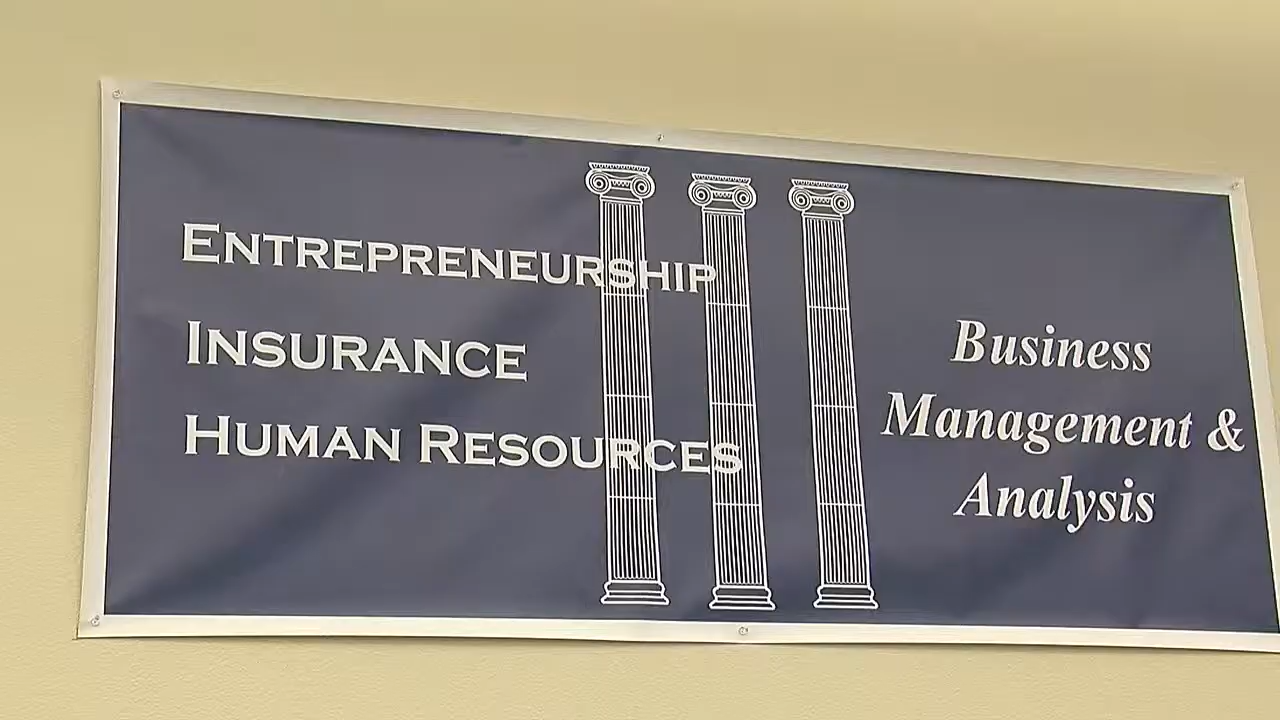 ENTREPRENEURSHIP
INSURANCE
HUMAN RESOURCES
Business
Management &
Analysis